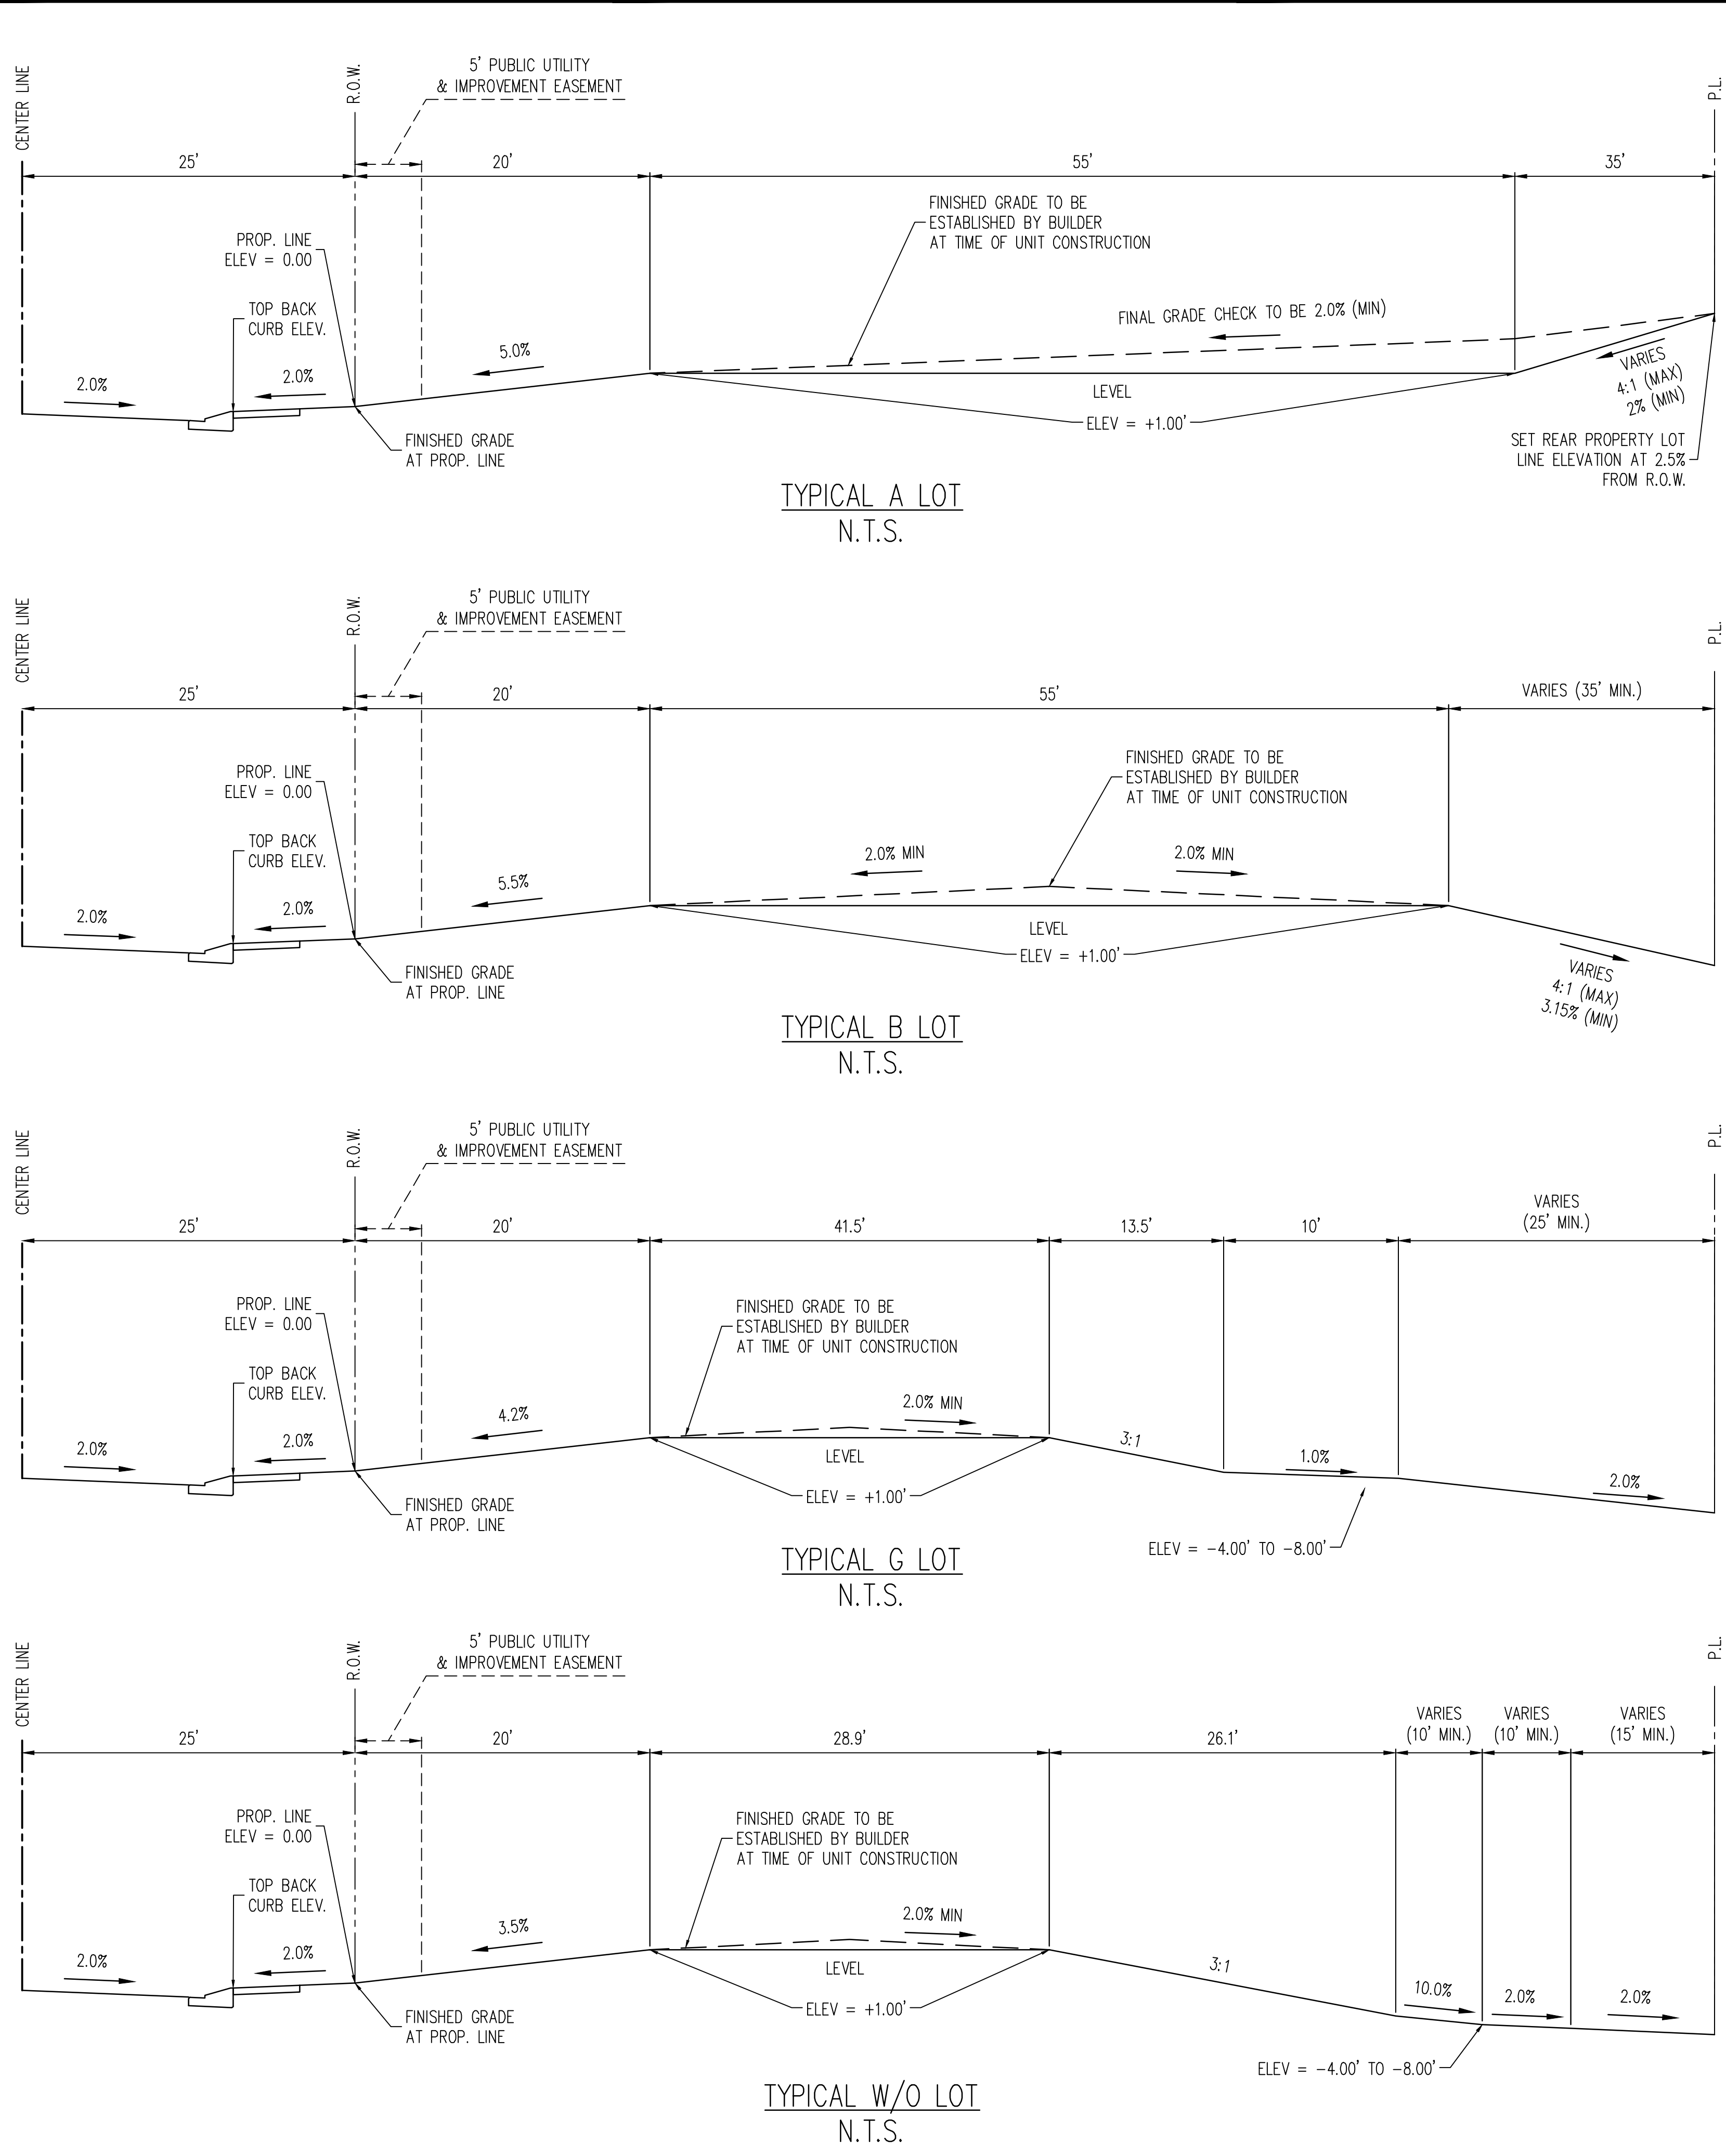 CENTER LINE
R.O.W.
5' PUBLIC UTILITY
& IMPROVEMENT EASEMENT
P.L.
25'
20'
55'
35'
FINISHED GRADE TO BE
ESTABLISHED BY BUILDER
AT TIME OF UNIT CONSTRUCTION
PROP. LINE
ELEV = 0.00
TOP BACK
CURB ELEV.
FINAL GRADE CHECK TO BE 2.0% (MIN)
5.0%
2.0%
2.0%
VARIES
4:1 (MAX)
2% (MIN)
LEVEL
ELEV = +1.00'
FINISHED GRADE
AT PROP. LINE
SET REAR PROPERTY LOT
LINE ELEVATION AT 2.5%
FROM R.O.W.
TYPICAL A LOT
N.T.S.
CENTER LINE
R.O.W.
5' PUBLIC UTILITY
& IMPROVEMENT EASEMENT
P.L.
25'
20'
55'
VARIES (35' MIN.)
FINISHED GRADE TO BE
ESTABLISHED BY BUILDER
AT TIME OF UNIT CONSTRUCTION
PROP. LINE
ELEV = 0.00
TOP BACK
CURB ELEV.
2.0% MIN
2.0% MIN
5.5%
2.0%
2.0%
LEVEL
ELEV = +1.00'
FINISHED GRADE
AT PROP. LINE
VARIES
4:1 (MAX)
3.15% (MIN)
TYPICAL B LOT
N.T.S.
CENTER LINE
R.O.W.
5' PUBLIC UTILITY
& IMPROVEMENT EASEMENT
P.L.
25'
20'
41.5'
13.5'
10'
VARIES
(25' MIN.)
FINISHED GRADE TO BE
ESTABLISHED BY BUILDER
AT TIME OF UNIT CONSTRUCTION
PROP. LINE
ELEV = 0.00
TOP BACK
CURB ELEV.
2.0% MIN
4.2%
2.0%
2.0%
3:1
LEVEL
1.0%
2.0%
ELEV = +1.00'
FINISHED GRADE
AT PROP. LINE
ELEV = -4.00' TO -8.00'
TYPICAL G LOT
N.T.S.
CENTER LINE
R.O.W.
5' PUBLIC UTILITY
& IMPROVEMENT EASEMENT
P.L.
25'
20'
28.9'
26.1'
VARIES
(10' MIN.)
VARIES
(10' MIN.)
VARIES
(15' MIN.)
FINISHED GRADE TO BE
ESTABLISHED BY BUILDER
AT TIME OF UNIT CONSTRUCTION
PROP. LINE
ELEV = 0.00
TOP BACK
CURB ELEV.
2.0% MIN
3.5%
2.0%
2.0%
LEVEL
3:1
10.0%
2.0%
2.0%
ELEV = +1.00'
FINISHED GRADE
AT PROP. LINE
ELEV = -4.00' TO -8.00'
TYPICAL W/O LOT
N.T.S.